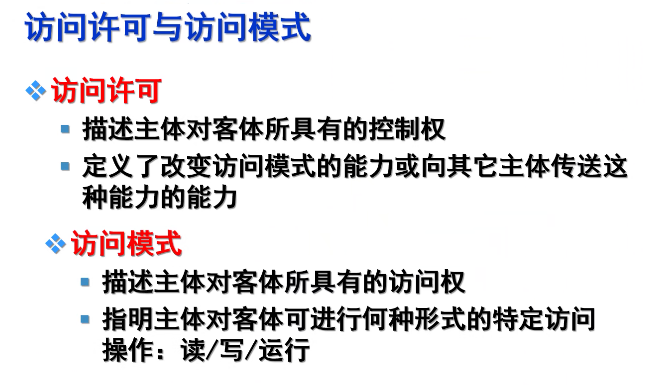 访问许可与访问模式
访问许可
描述主体对客体所具有的控制权
定义了改变访问模式的能力或向其它主体传送这
种能力的能力
访问模式
描述主体对客体所具有的访问权
指明主体对客体可进行何种形式的特定访问
操作：读/写/运行